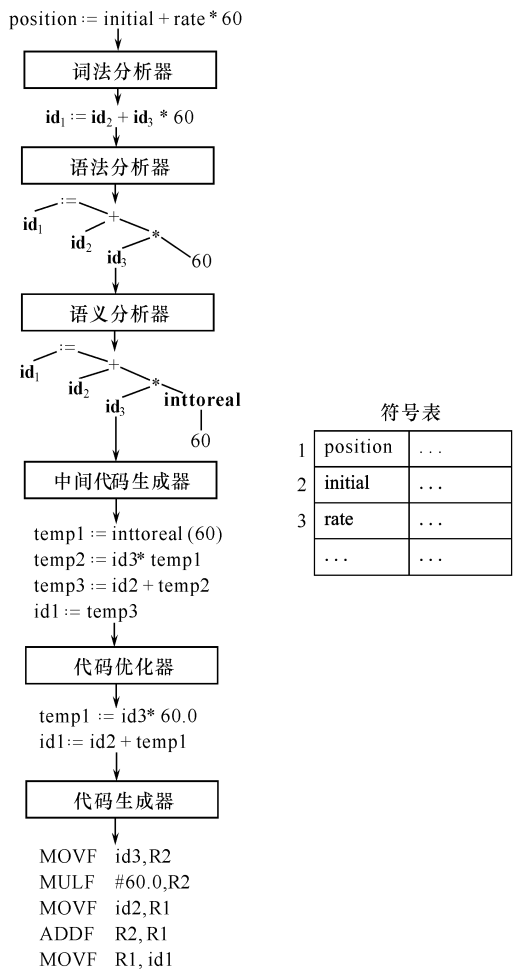 position := initial + rate * 60
词法分析器
id1 := id2 + id3 * 60
语法分析器
:=
id1
+
id2
*
id3
60
语义分析器
:=
id1
+
id2
*
id3
inttoreal
60
中间代码生成器
temp1 := inttoreal (60)
temp2 := id3* temp1
temp3 := id2 + temp2
id1 := temp3
代码优化器
temp1 := id3* 60.0
id1:= id2 + temp1
代码生成器
MOVF id3,R2
MULF #60.0,R2
MOVF id2,R1
ADDF R2, R1
MOVF R1, id1
符号表
1 position ...
2 initial ...
3 rate ...
... ...